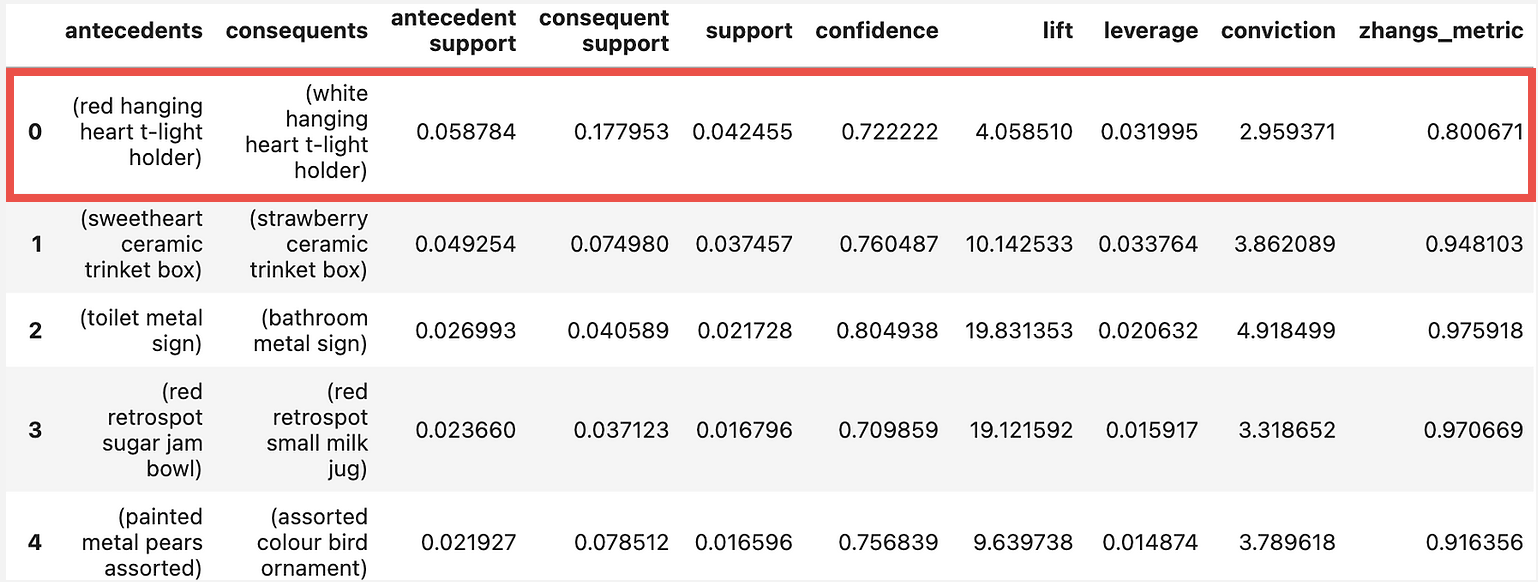 antecedents consequents antecedent support consequent support support confidence lift leverage conviction zhangs_metric
0 (red hanging heart t-light holder) (white hanging heart t-light holder) 0.058784 0.177953 0.042455 0.722222 4.058510 0.031995 2.959371 0.800671
1 (sweetheart ceramic trinket box) (strawberry ceramic trinket box) 0.049254 0.074980 0.037457 0.760487 10.142533 0.033764 3.862089 0.948103
2 (toilet metal sign) (bathroom metal sign) 0.026993 0.040589 0.021728 0.804938 19.831353 0.020632 4.918499 0.975918
3 (red retrospot sugar jam bowl) (red retrospot small milk jug) 0.023660 0.037123 0.016796 0.709859 19.121592 0.015917 3.318652 0.970669
4 (painted metal pears assorted) (assorted colour bird ornament) 0.021927 0.078512 0.016596 0.756839 9.639738 0.014874 3.789618 0.916356